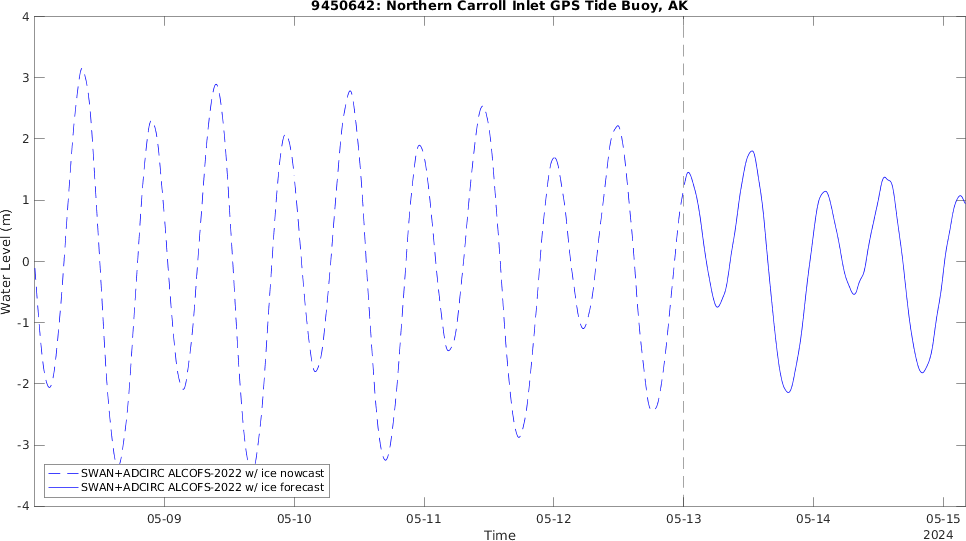 9450642: Northern Carroll Inlet GPS Tide Buoy, AK
Water Level (m)
4
3
2
1
0
-1
-2
-3
-4
SWAN+ADCIRC ALCOFS-2022 w/ ice nowcast
SWAN+ADCIRC ALCOFS-2022 w/ ice forecast
05-09 05-10 05-11 05-12 05-13 05-14 05-15
Time 2024